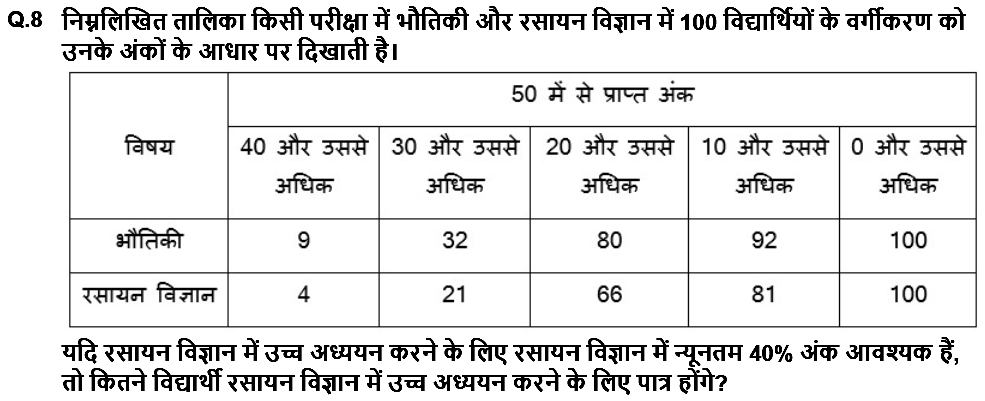 Q.8 निम्नलिखित तालिका किसी परीक्षा में भौतिकी और रसायन विज्ञान में 100 विद्यार्थियों के वर्गीकरण को
उनके अंकों के आधार पर दिखाती है।
50 में से प्राप्त अंक
विषय
40 और उससे अधिक
30 और उससे अधिक
20 और उससे अधिक
10 और उससे अधिक
0 और उससे अधिक
भौतिकी 9 32 80 92 100
रसायन विज्ञान 4 21 66 81 100
यदि रसायन विज्ञान में उच्च अध्ययन करने के लिए रसायन विज्ञान में न्यूनतम 40% अंक आवश्यक हैं,
तो कितने विद्यार्थी रसायन विज्ञान में उच्च अध्ययन करने के लिए पात्र होंगे?